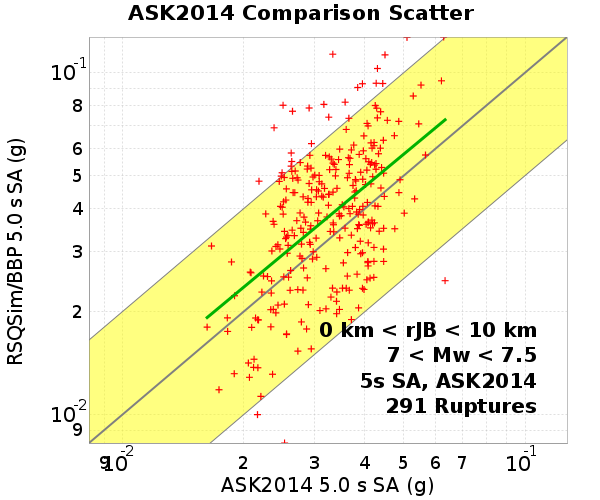 ASK2014 Comparison Scatter
RSQSim/BBP 5.0 s SA (g)
10⁻¹
8
6
5
4
3
2
10⁻²
9
0 km < rJB < 10 km
7 < Mw < 7.5
5s SA, ASK2014
291 Ruptures
9 10⁻² 2 3 4 5 6 7 10⁻¹
ASK2014 5.0 s SA (g)